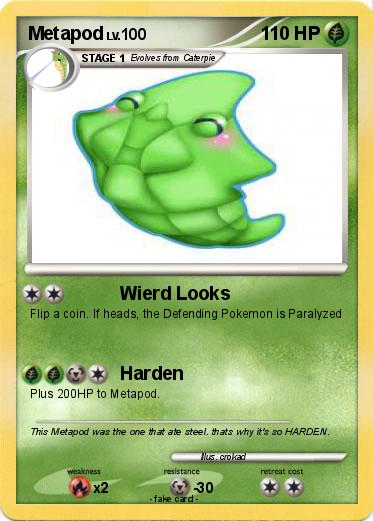 Metapod LV.100 110 HP
STAGE 1 Evolves from Caterpie
Wierd Looks
Flip a coin. If heads, the Defending Pokemon is Paralyzed
Harden
Plus 200HP to Metapod.
This Metapod was the one that ate steel. thats why it's so HARDEN.
Illus. crokad
weakness resistance retreat cost
x2 -30
- fake card -